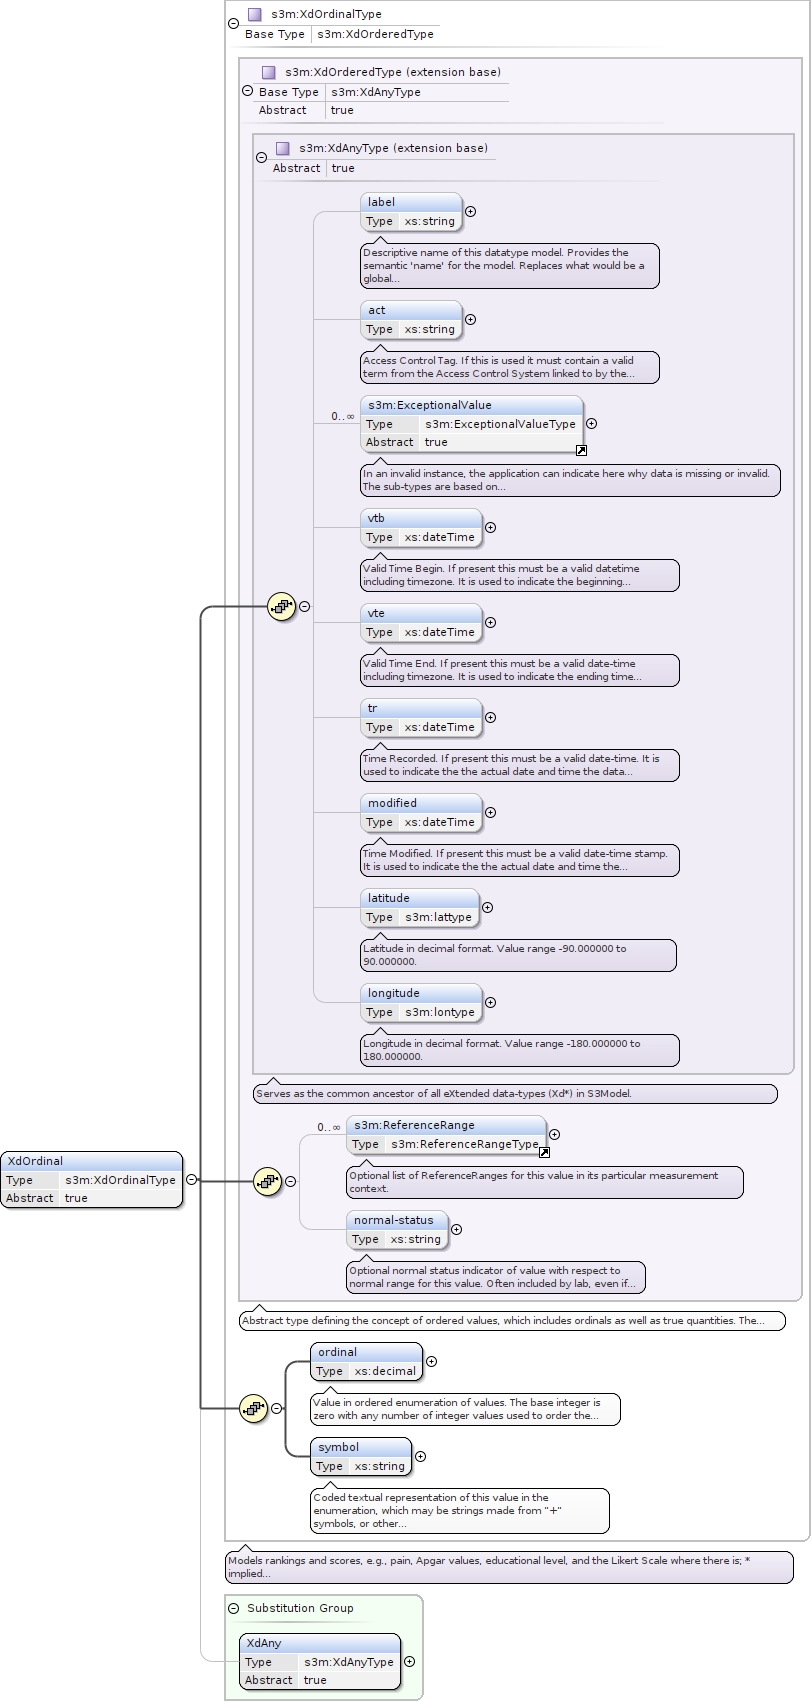 s3m:XdOrdinalType
Base Type s3m:XdOrderedType
s3m:XdOrderedType (extension base)
Base Type s3m:XdAnyType
Abstract true
s3m:XdAnyType (extension base)
Abstract true
label
Type xs:string
Descriptive name of this datatype model. Provides the
semantic 'name' for the model. Replaces what would be a
global...
act
Type xs:string
Access Control Tag. If this is used it must contain a valid
term from the Access Control System linked to by the...
0..∞
s3m:ExceptionalValue
Type s3m:ExceptionalValueType
Abstract true
In an invalid instance, the application can indicate here why data is missing or invalid.
The sub-types are based on...
vtb
Type xs:dateTime
Valid Time Begin. If present this must be a valid datetime
including timezone. It is used to indicate the beginning...
vte
Type xs:dateTime
Valid Time End. If present this must be a valid date-time
including timezone. It is used to indicate the ending time...
tr
Type xs:dateTime
Time Recorded. If present this must be a valid date-time. It is
used to indicate the the actual date and time the data...
modified
Type xs:dateTime
Time Modified. If present this must be a valid date-time stamp.
It is used to indicate the the actual date and time the...
latitude
Type s3m:lattype
Latitude in decimal format. Value range -90.000000 to
90.000000.
longitude
Type s3m:lontype
Longitude in decimal format. Value range -180.000000 to
180.000000.
Serves as the common ancestor of all eXtended data-types (Xd*) in S3Model.
0..∞
s3m:ReferenceRange
Type s3m:ReferenceRangeType
Optional list of ReferenceRanges for this value in its particular measurement
context.
XdOrdinal
Type s3m:XdOrdinalType
Abstract true
normal-status
Type xs:string
Optional normal status indicator of value with respect to
normal range for this value. Often included by lab, even if...
Abstract type defining the concept of ordered values, which includes ordinals as well as true quantities. The...
ordinal
Type xs:decimal
Value in ordered enumeration of values. The base integer is
zero with any number of integer values used to order the...
symbol
Type xs:string
Coded textual representation of this value in the
enumeration, which may be strings made from "+"
symbols, or other...
Models rankings and scores, e.g., pain, Apgar values, educational level, and the Likert Scale where there is; *
implied...
Substitution Group
XdAny
Type s3m:XdAnyType
Abstract true